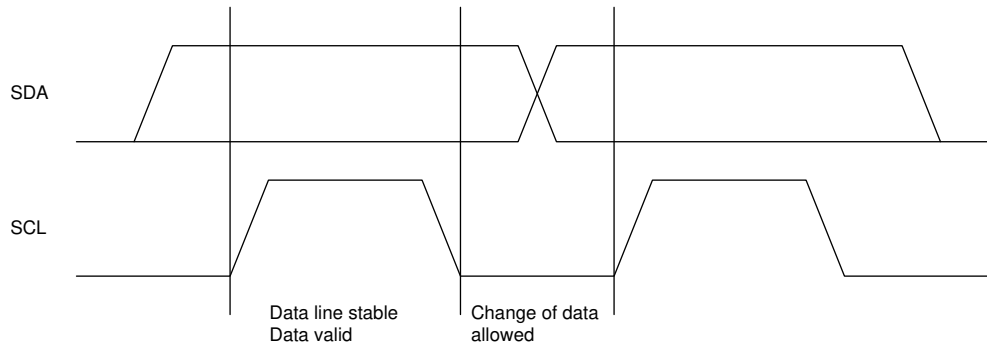 SDA
SCL
Data line stable
Data valid
Change of data
allowed